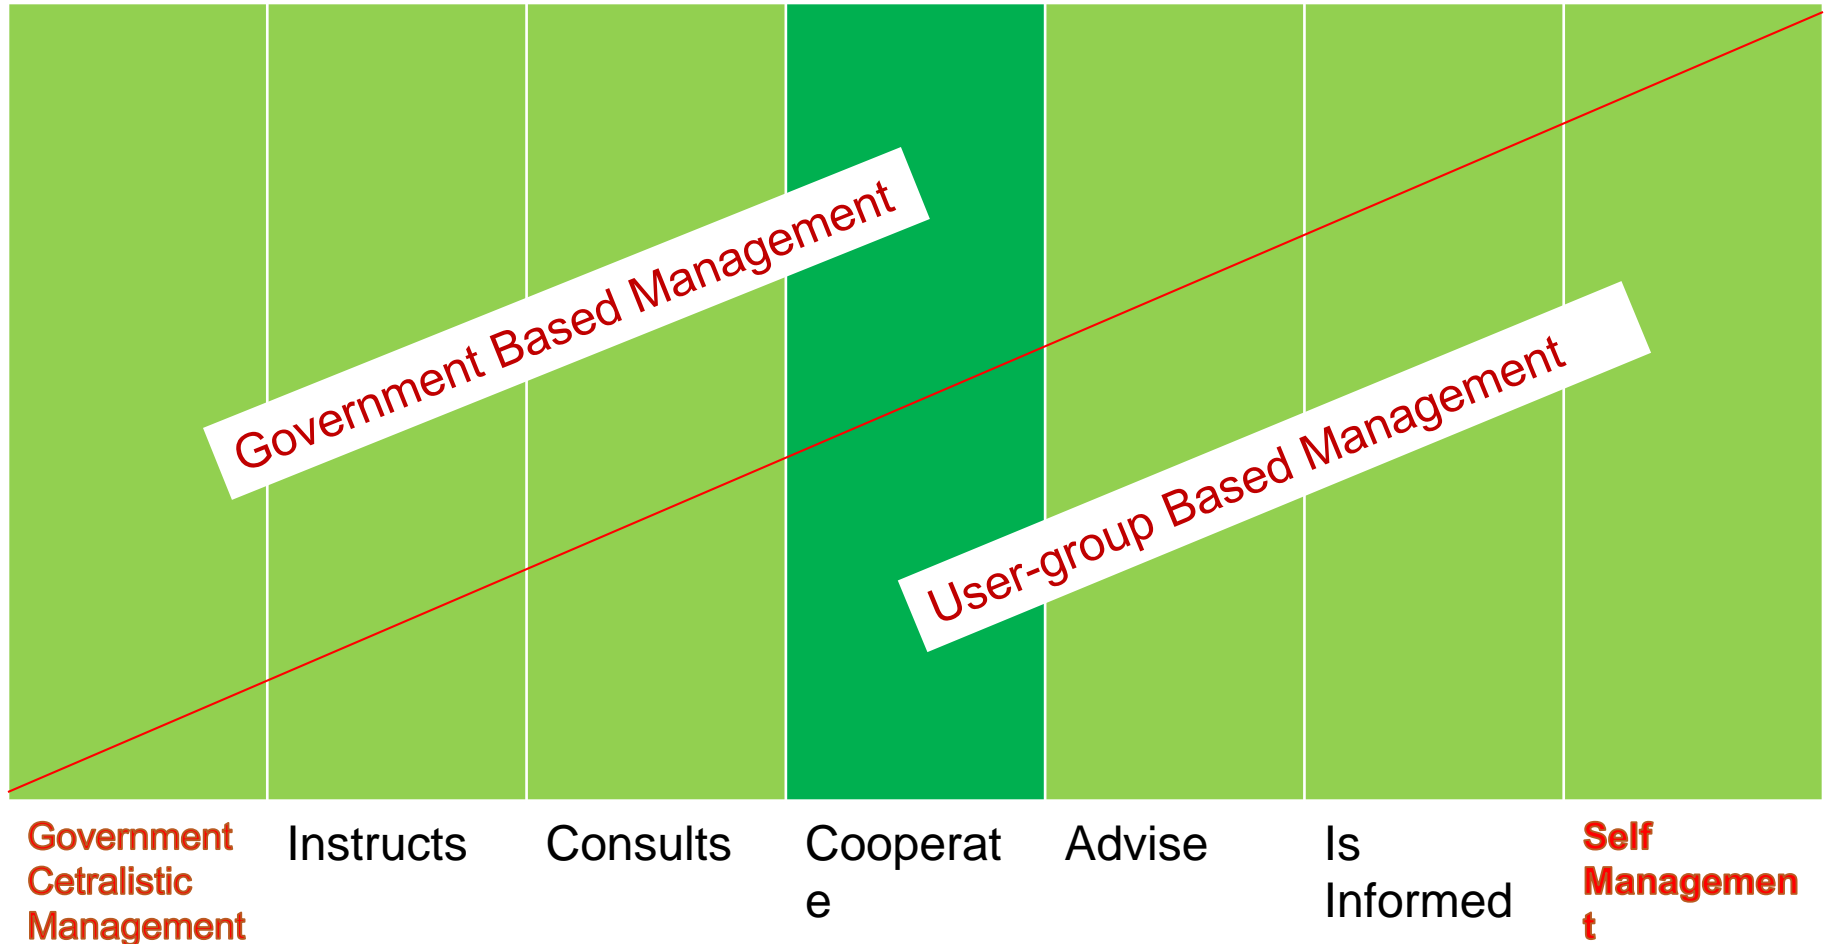 Government Based Management
User-group Based Management
Government
Cetralistic
Management
Instructs
Consults
Cooperat
e
Advise
Is
Informed
Self
Managemen
t